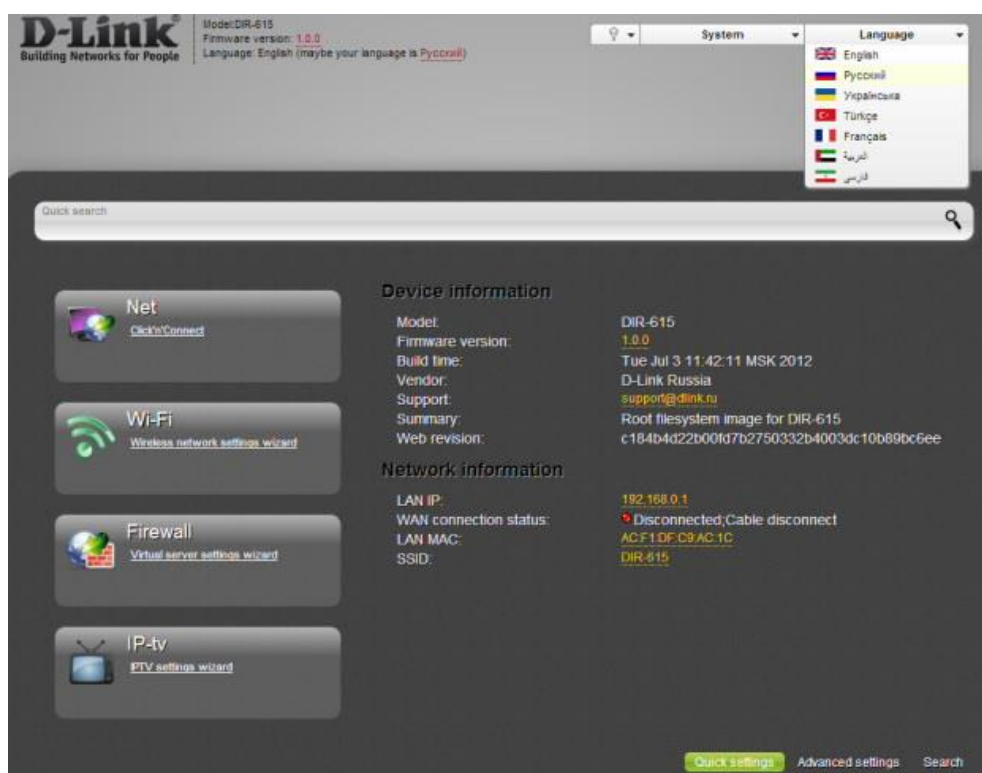 D-Link®
Building Networks for People
Model:DIR-615
Firmware version: 1.0.0
Language: English (maybe your language is Русский)
System
Language
English
Русский
Українська
Türkçe
Français
العربية
فارسی
Quick search
Net
Click'n'Connect
Wi-Fi
Wireless network settings wizard
Firewall
Virtual server settings wizard
IP-tv
IPTV settings wizard
Device information
Model: DIR-615
Firmware version: 1.0.0
Build time: Tue Jul 3 11:42:11 MSK 2012
Vendor: D-Link Russia
Support: support@dlink.ru
Summary: Root filesystem image for DIR-615
Web revision: c184b4d22b00fd7b2750332b4003dc10b89bc6ee
Network information
LAN IP: 192.168.0.1
WAN connection status: Disconnected;Cable disconnect
LAN MAC: AC:F1:DF:C9:AC:1C
SSID: DIR-615
Quick settings Advanced settings Search